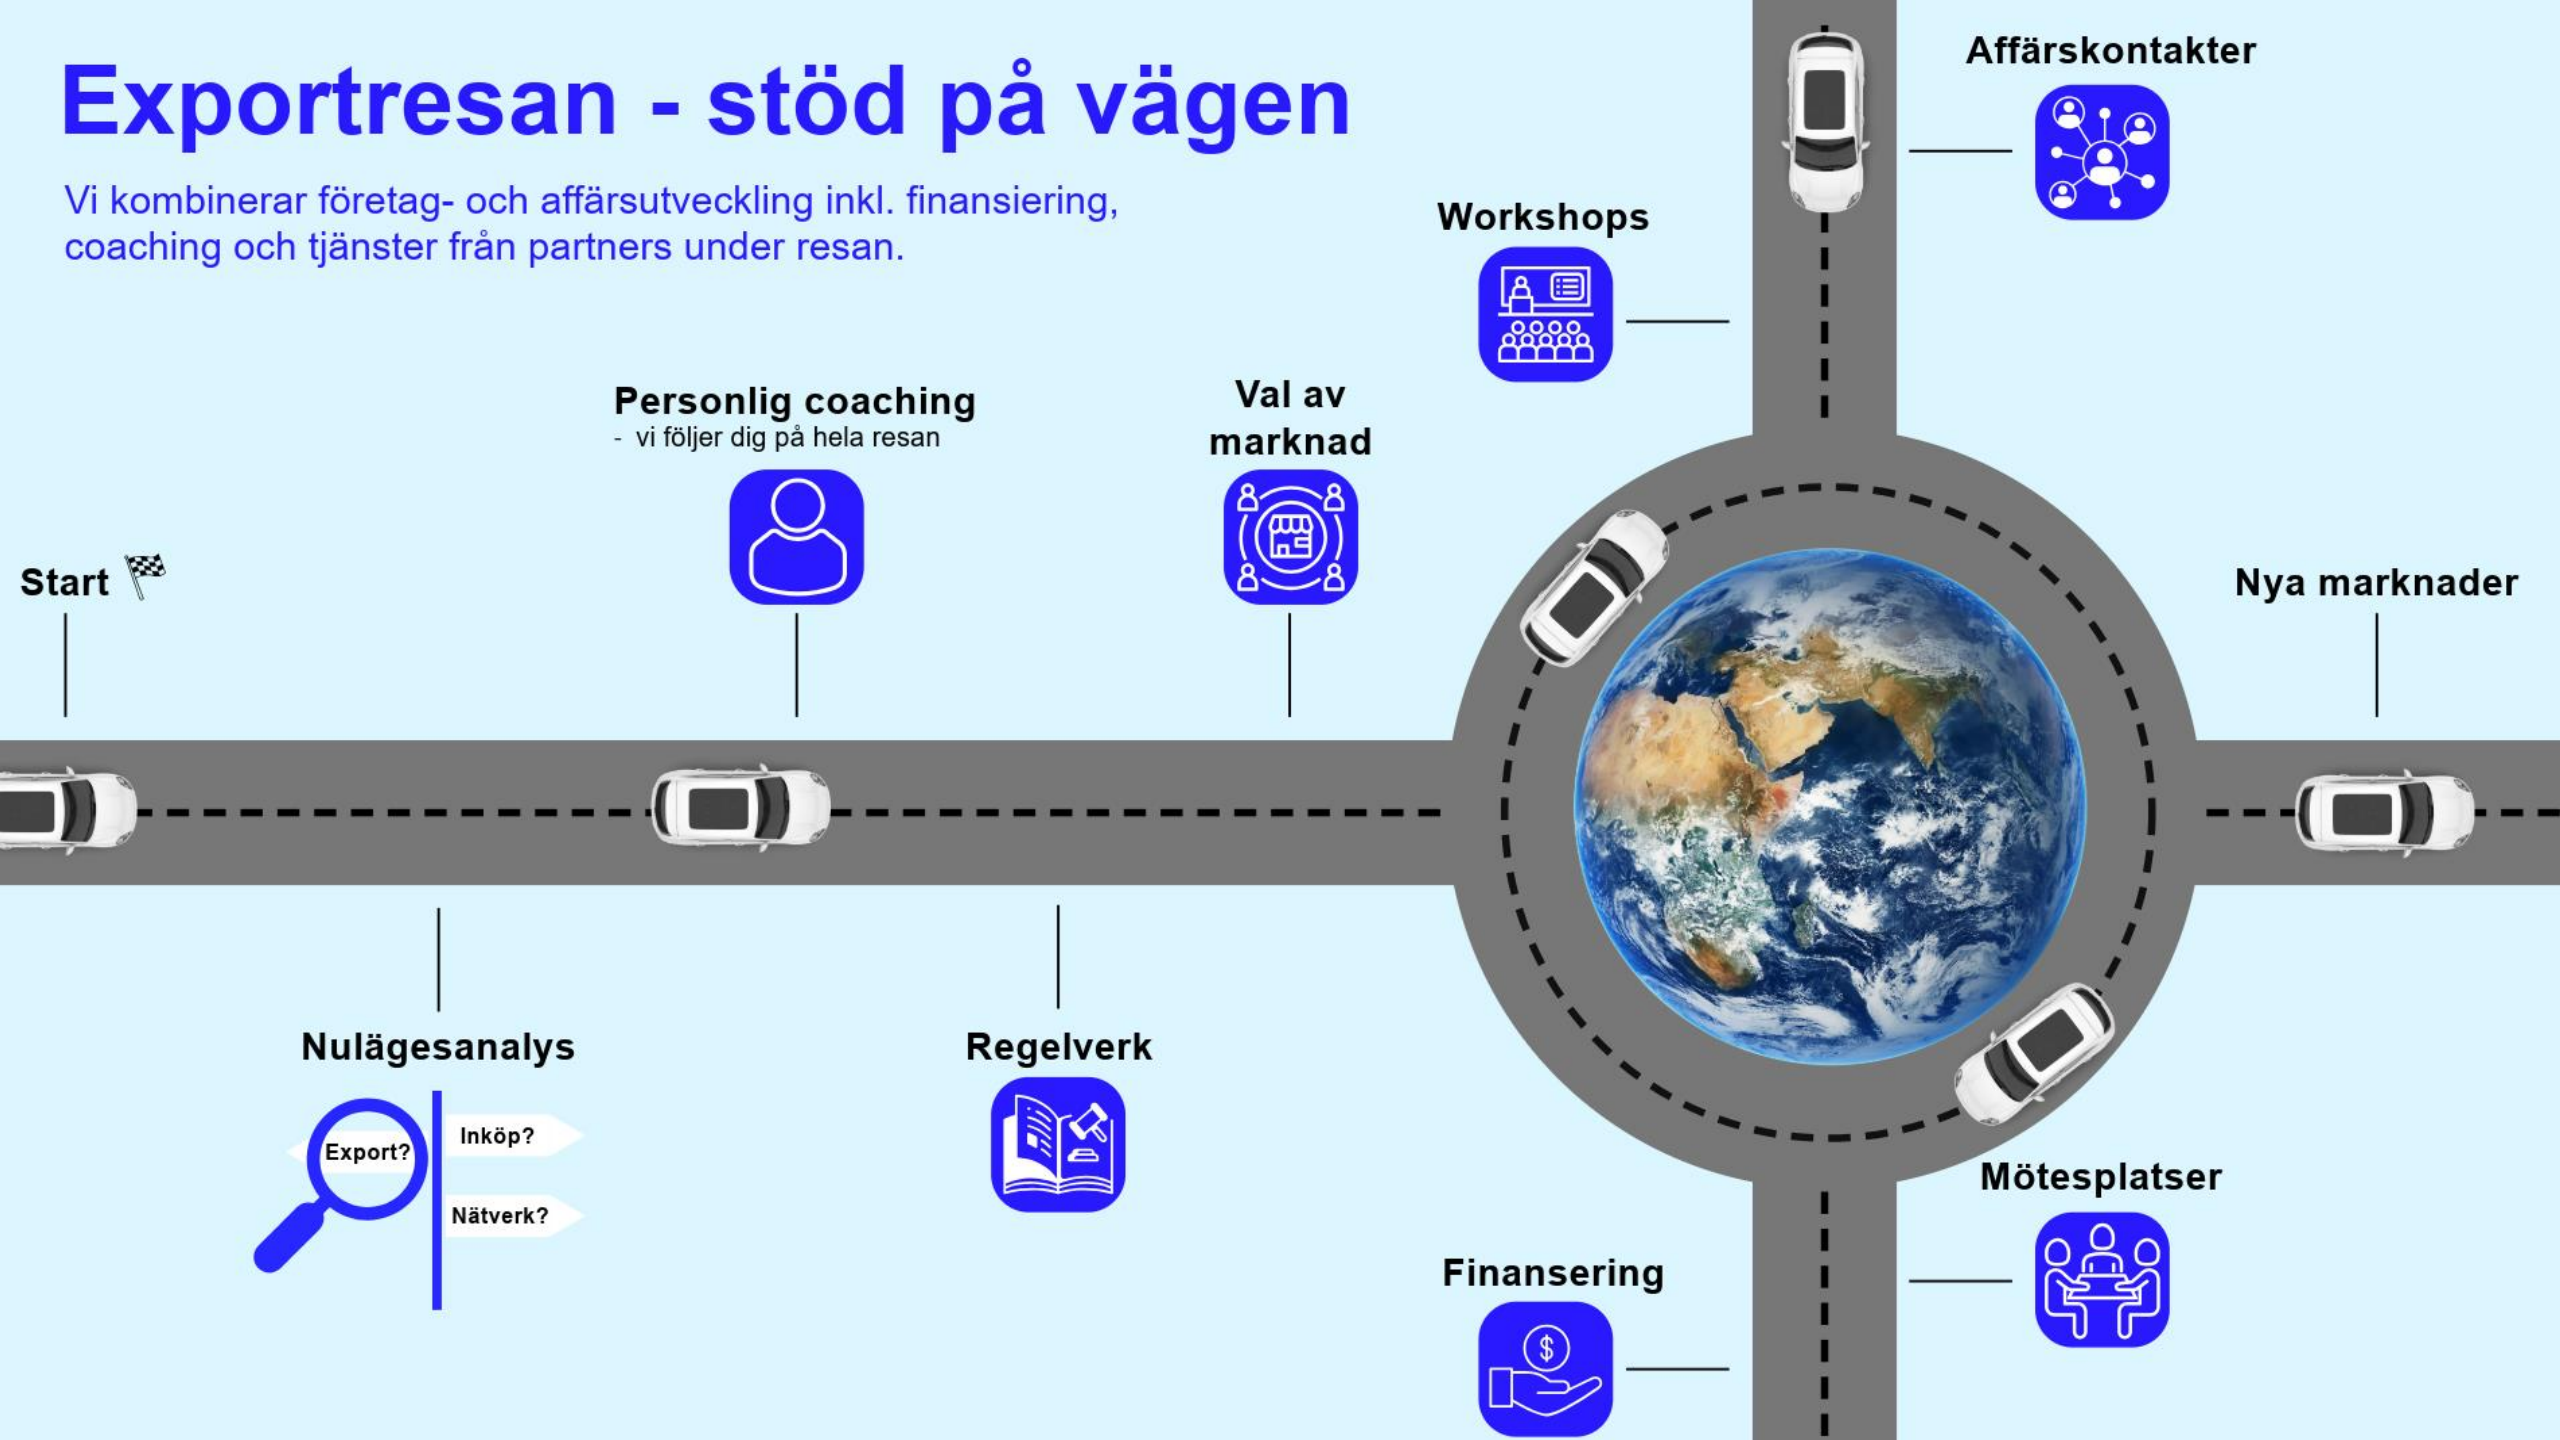 Exportresan - stöd på vägen
Vi kombinerar företag- och affärsutveckling inkl. finansiering,
coaching och tjänster från partners under resan.
Affärskontakter
Workshops
Personlig coaching
- vi följer dig på hela resan
Val av
marknad
Start
Nya marknader
Nulägesanalys
Export?
Inköp?
Nätverk?
Regelverk
Mötesplatser
Finansering
$